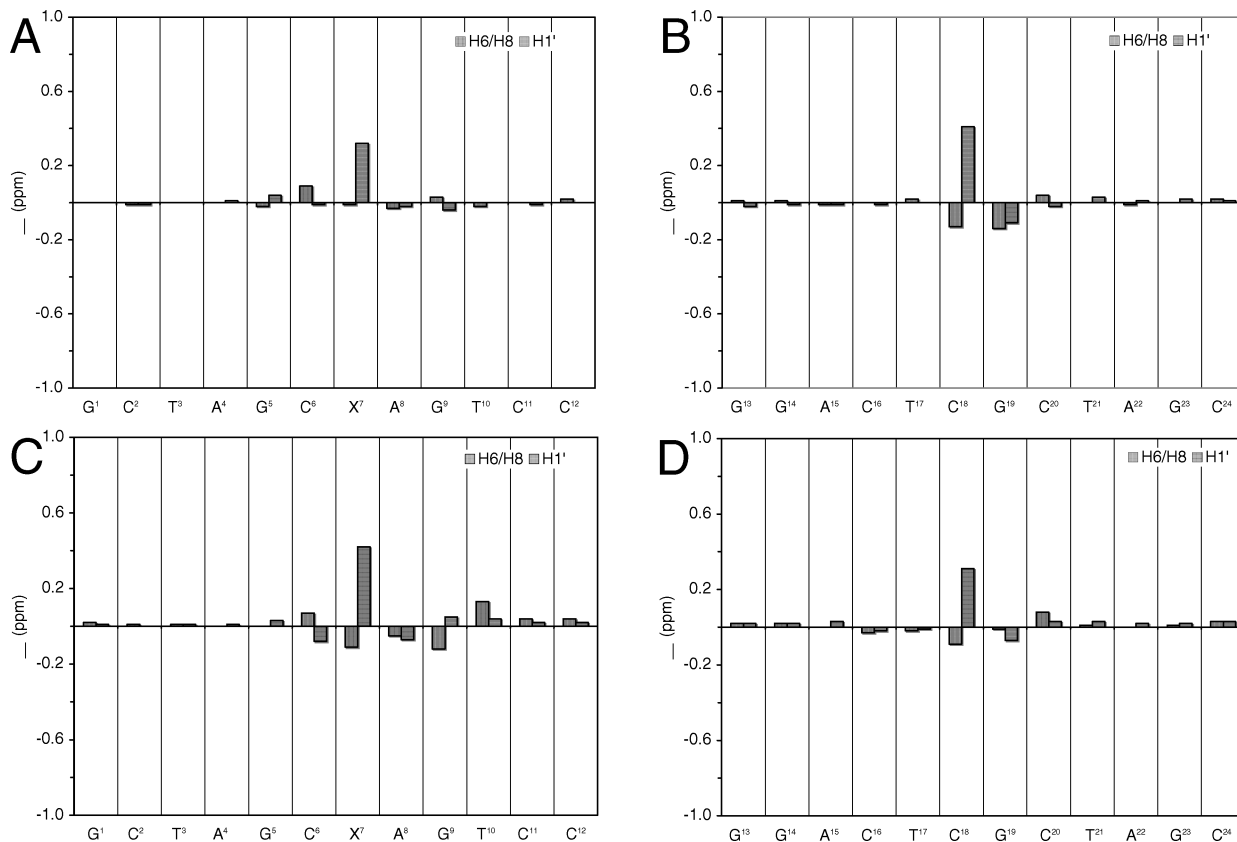 A
1.0
0.6
0.2
-0.2
-0.6
-1.0
__ (ppm)
H6/H8 H1'
G¹ C² T³ A⁴ G⁵ C⁶ X⁷ A⁸ G⁹ T¹⁰ C¹¹ C¹²
B
1.0
0.6
0.2
-0.2
-0.6
-1.0
__ (ppm)
H6/H8 H1'
G¹³ G¹⁴ A¹⁵ C¹⁶ T¹⁷ C¹⁸ G¹⁹ C²⁰ T²¹ A²² G²³ C²⁴
C
1.0
0.6
0.2
-0.2
-0.6
-1.0
__ (ppm)
H6/H8 H1'
G¹ C² T³ A⁴ G⁵ C⁶ X⁷ A⁸ G⁹ T¹⁰ C¹¹ C¹²
D
1.0
0.6
0.2
-0.2
-0.6
-1.0
__ (ppm)
H6/H8 H1'
G¹³ G¹⁴ A¹⁵ C¹⁶ T¹⁷ C¹⁸ G¹⁹ C²⁰ T²¹ A²² G²³ C²⁴